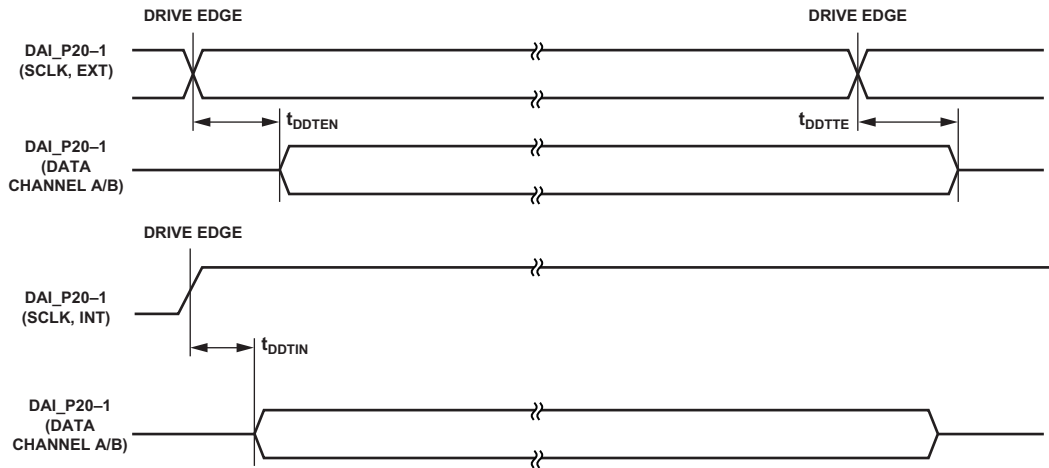 DRIVE EDGE
DRIVE EDGE
DAI_P20–1
(SCLK, EXT)
tDDTEN
tDDTTE
DAI_P20–1
(DATA
CHANNEL A/B)
DRIVE EDGE
DAI_P20–1
(SCLK, INT)
tDDTIN
DAI_P20–1
(DATA
CHANNEL A/B)